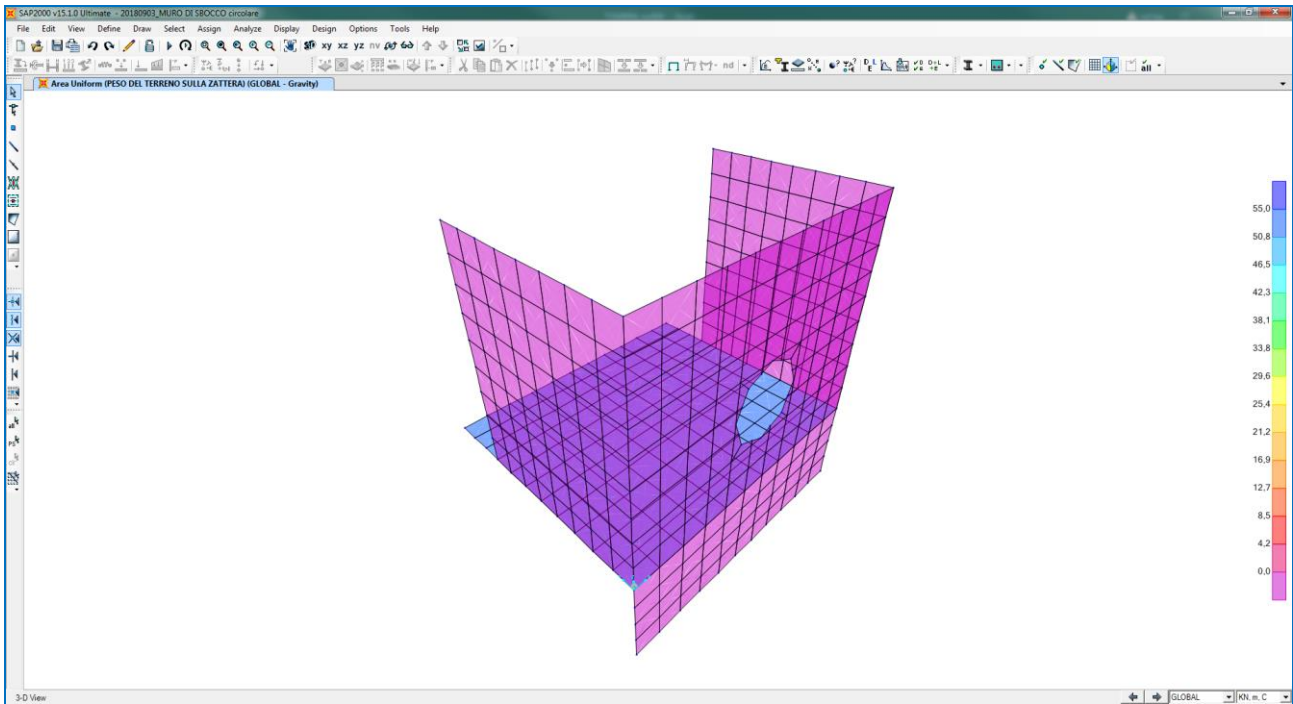 SAP2000 v15.1.0 Ultimate - 20180903_MURO DI SBOCCO circolare
File Edit View Define Draw Select Assign Analyze Display Design Options Tools Help
xy xz yz nv
nd
all
Area Uniform (PESO DEL TERRENO SULLA ZATTERA) (GLOBAL - Gravity)
55,0
50,8
46,5
42,3
38,1
33,8
29,6
25,4
21,2
16,9
12,7
8,5
4,2
0,0
3-D View
GLOBAL
KN, m, C